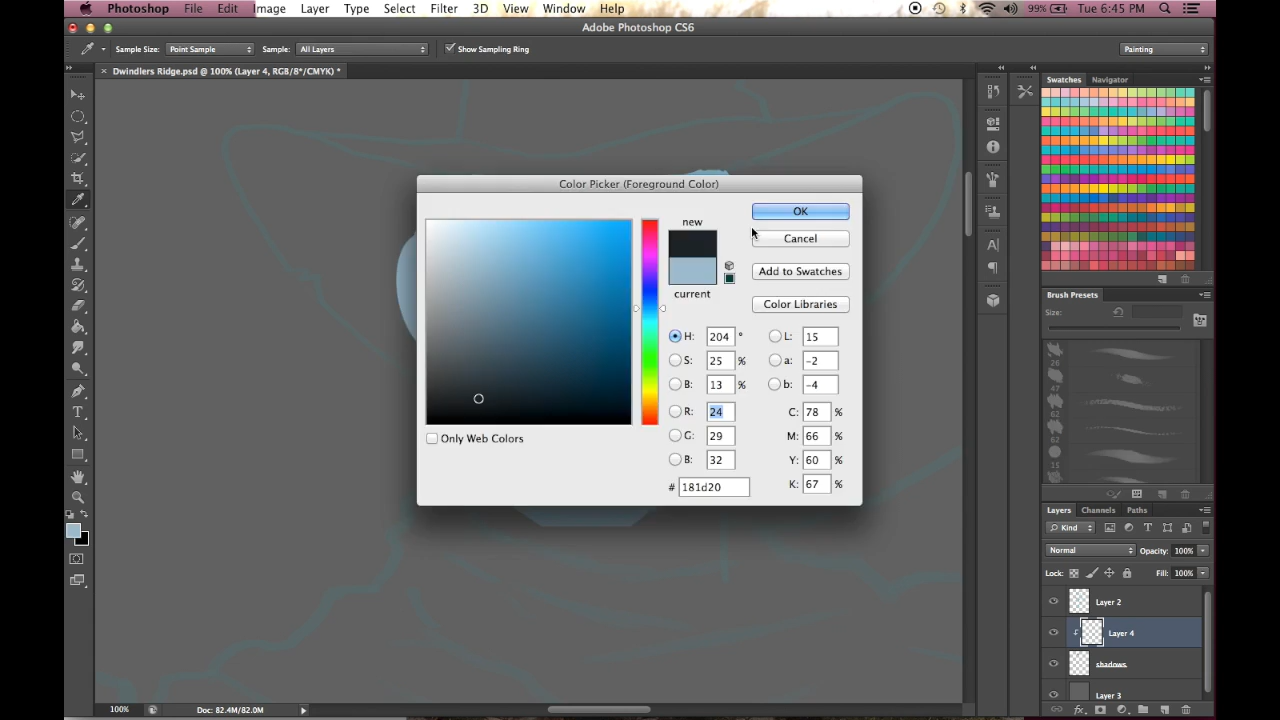 Photoshop File Edit Image Layer Type Select Filter 3D View Window Help 99% Tue 6:45 PM
Adobe Photoshop CS6
Sample Size: Point Sample Sample: All Layers Show Sampling Ring Painting
× Dwindlers Ridge.psd @ 100% (Layer 4, RGB/8*/CMYK) *
Swatches Navigator
Color Picker (Foreground Color)
new
OK
Cancel
current
Add to Swatches
Color Libraries
H: 204 ° L: 15
S: 25 % a: -2
B: 13 % b: -4
R: 24 C: 78 %
G: 29 M: 66 %
B: 32 Y: 60 %
# 181d20 K: 67 %
Only Web Colors
Brush Presets
Size:
26
47
62
62
15
Layers Channels Paths
Kind
Normal Opacity: 100%
Lock: Fill: 100%
Layer 2
Layer 4
shadows
Layer 3
100% Doc: 82.4M/82.0M